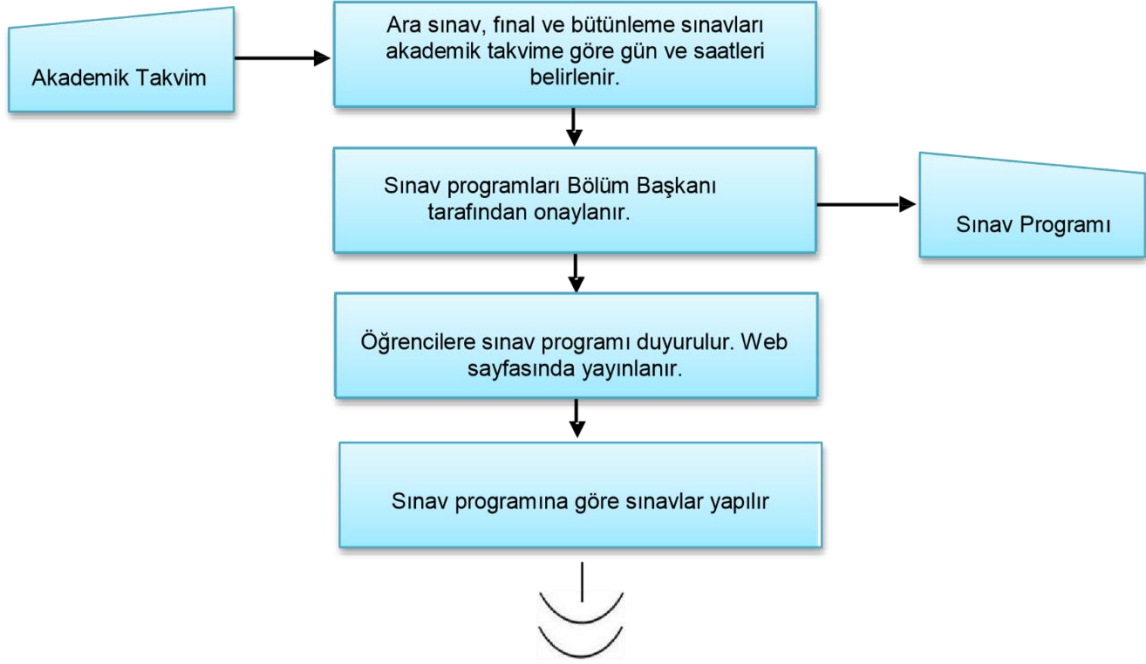 Akademik Takvim
Ara sınav, fınal ve bütünleme sınavları
akademik takvime göre gün ve saatleri
belirlenir.
Sınav programları Bölüm Başkanı
tarafından onaylanır.
Sınav Programı
Öğrencilere sınav programı duyurulur. Web
sayfasında yayınlanır.
Sınav programına göre sınavlar yapılır